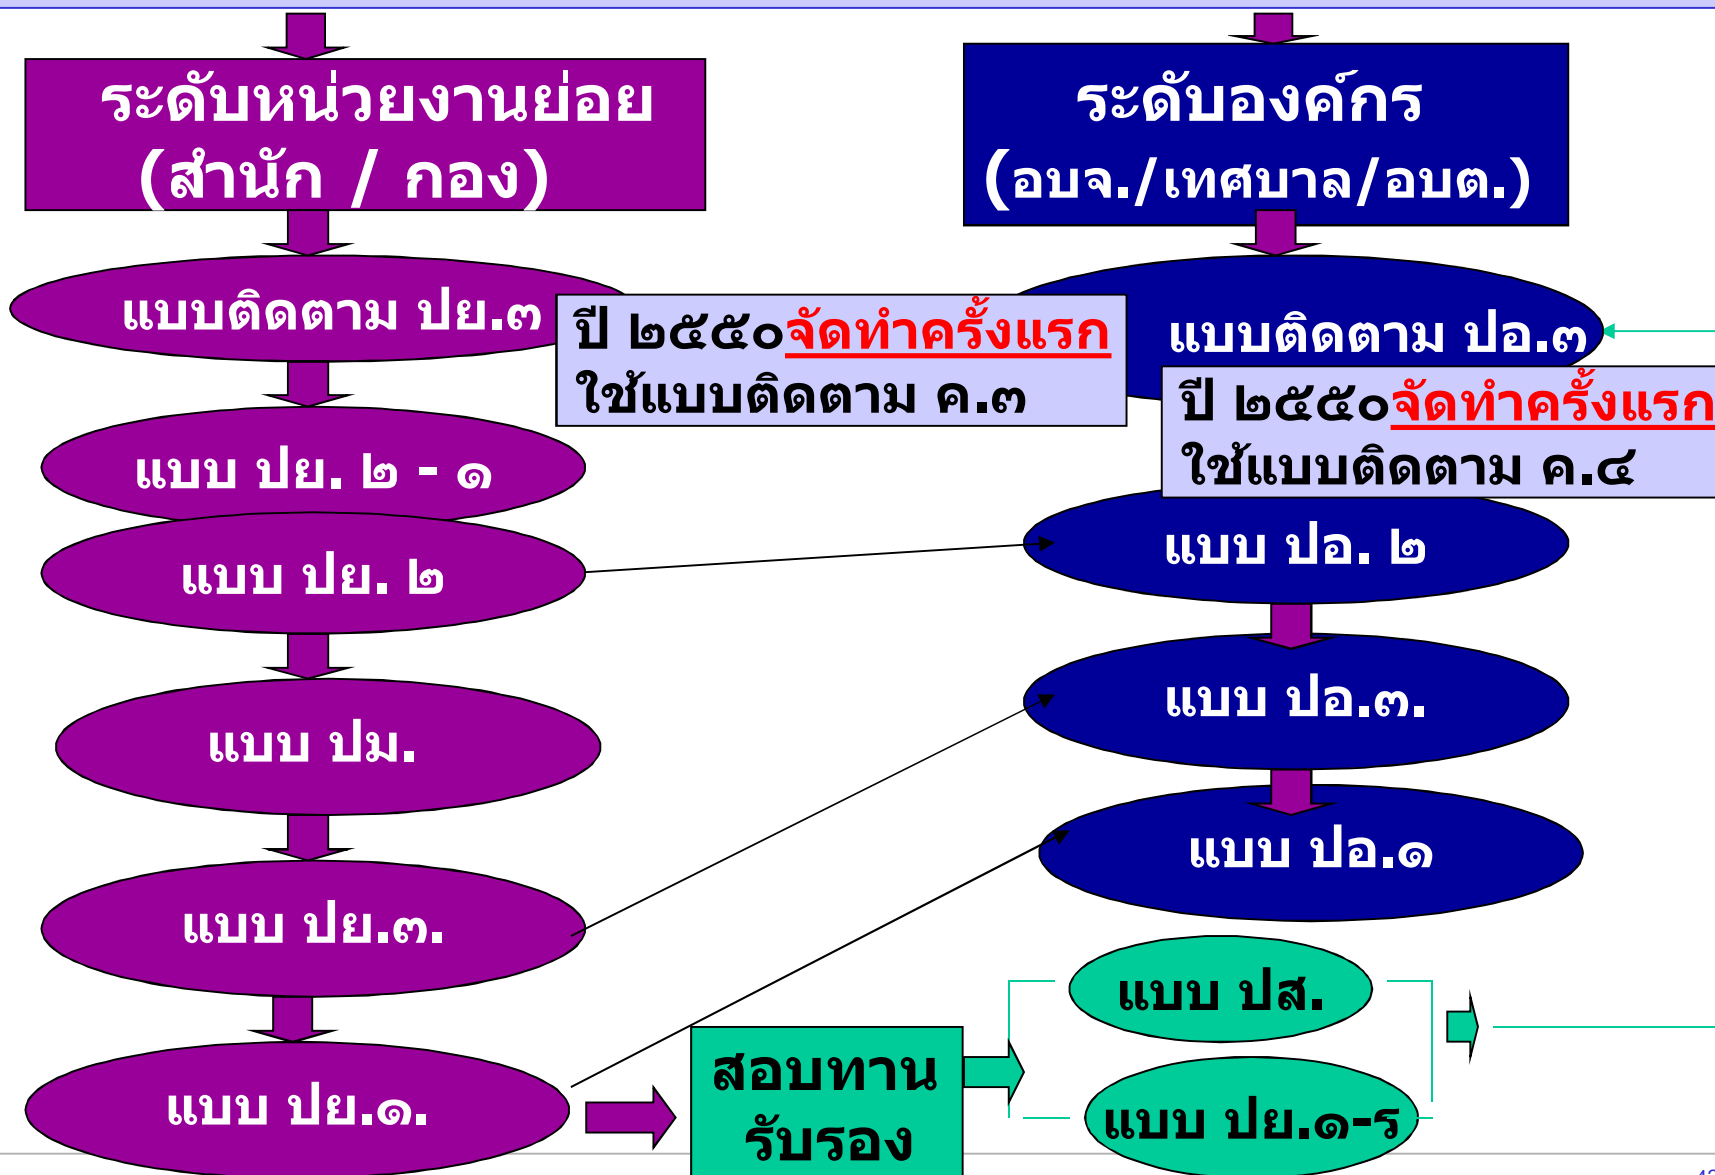 ระดับหน่วยงานย่อย
(สำนัก / กอง)
ระดับองค์กร
(อบจ./เทศบาล/อบต.)
แบบติดตาม ปย.๓
ปี ๒๕๕๐จัดทำครั้งแรก
ใช้แบบติดตาม ค.๓
แบบติดตาม ปอ.๓
ปี ๒๕๕๐จัดทำครั้งแรก
ใช้แบบติดตาม ค.๔
แบบ ปย. ๒ - ๑
แบบ ปย. ๒
แบบ ปอ. ๒
แบบ ปม.
แบบ ปอ.๓.
แบบ ปย.๓.
แบบ ปอ.๑
แบบ ปย.๑.
สอบทาน
รับรอง
แบบ ปส.
แบบ ปย.๑-ร